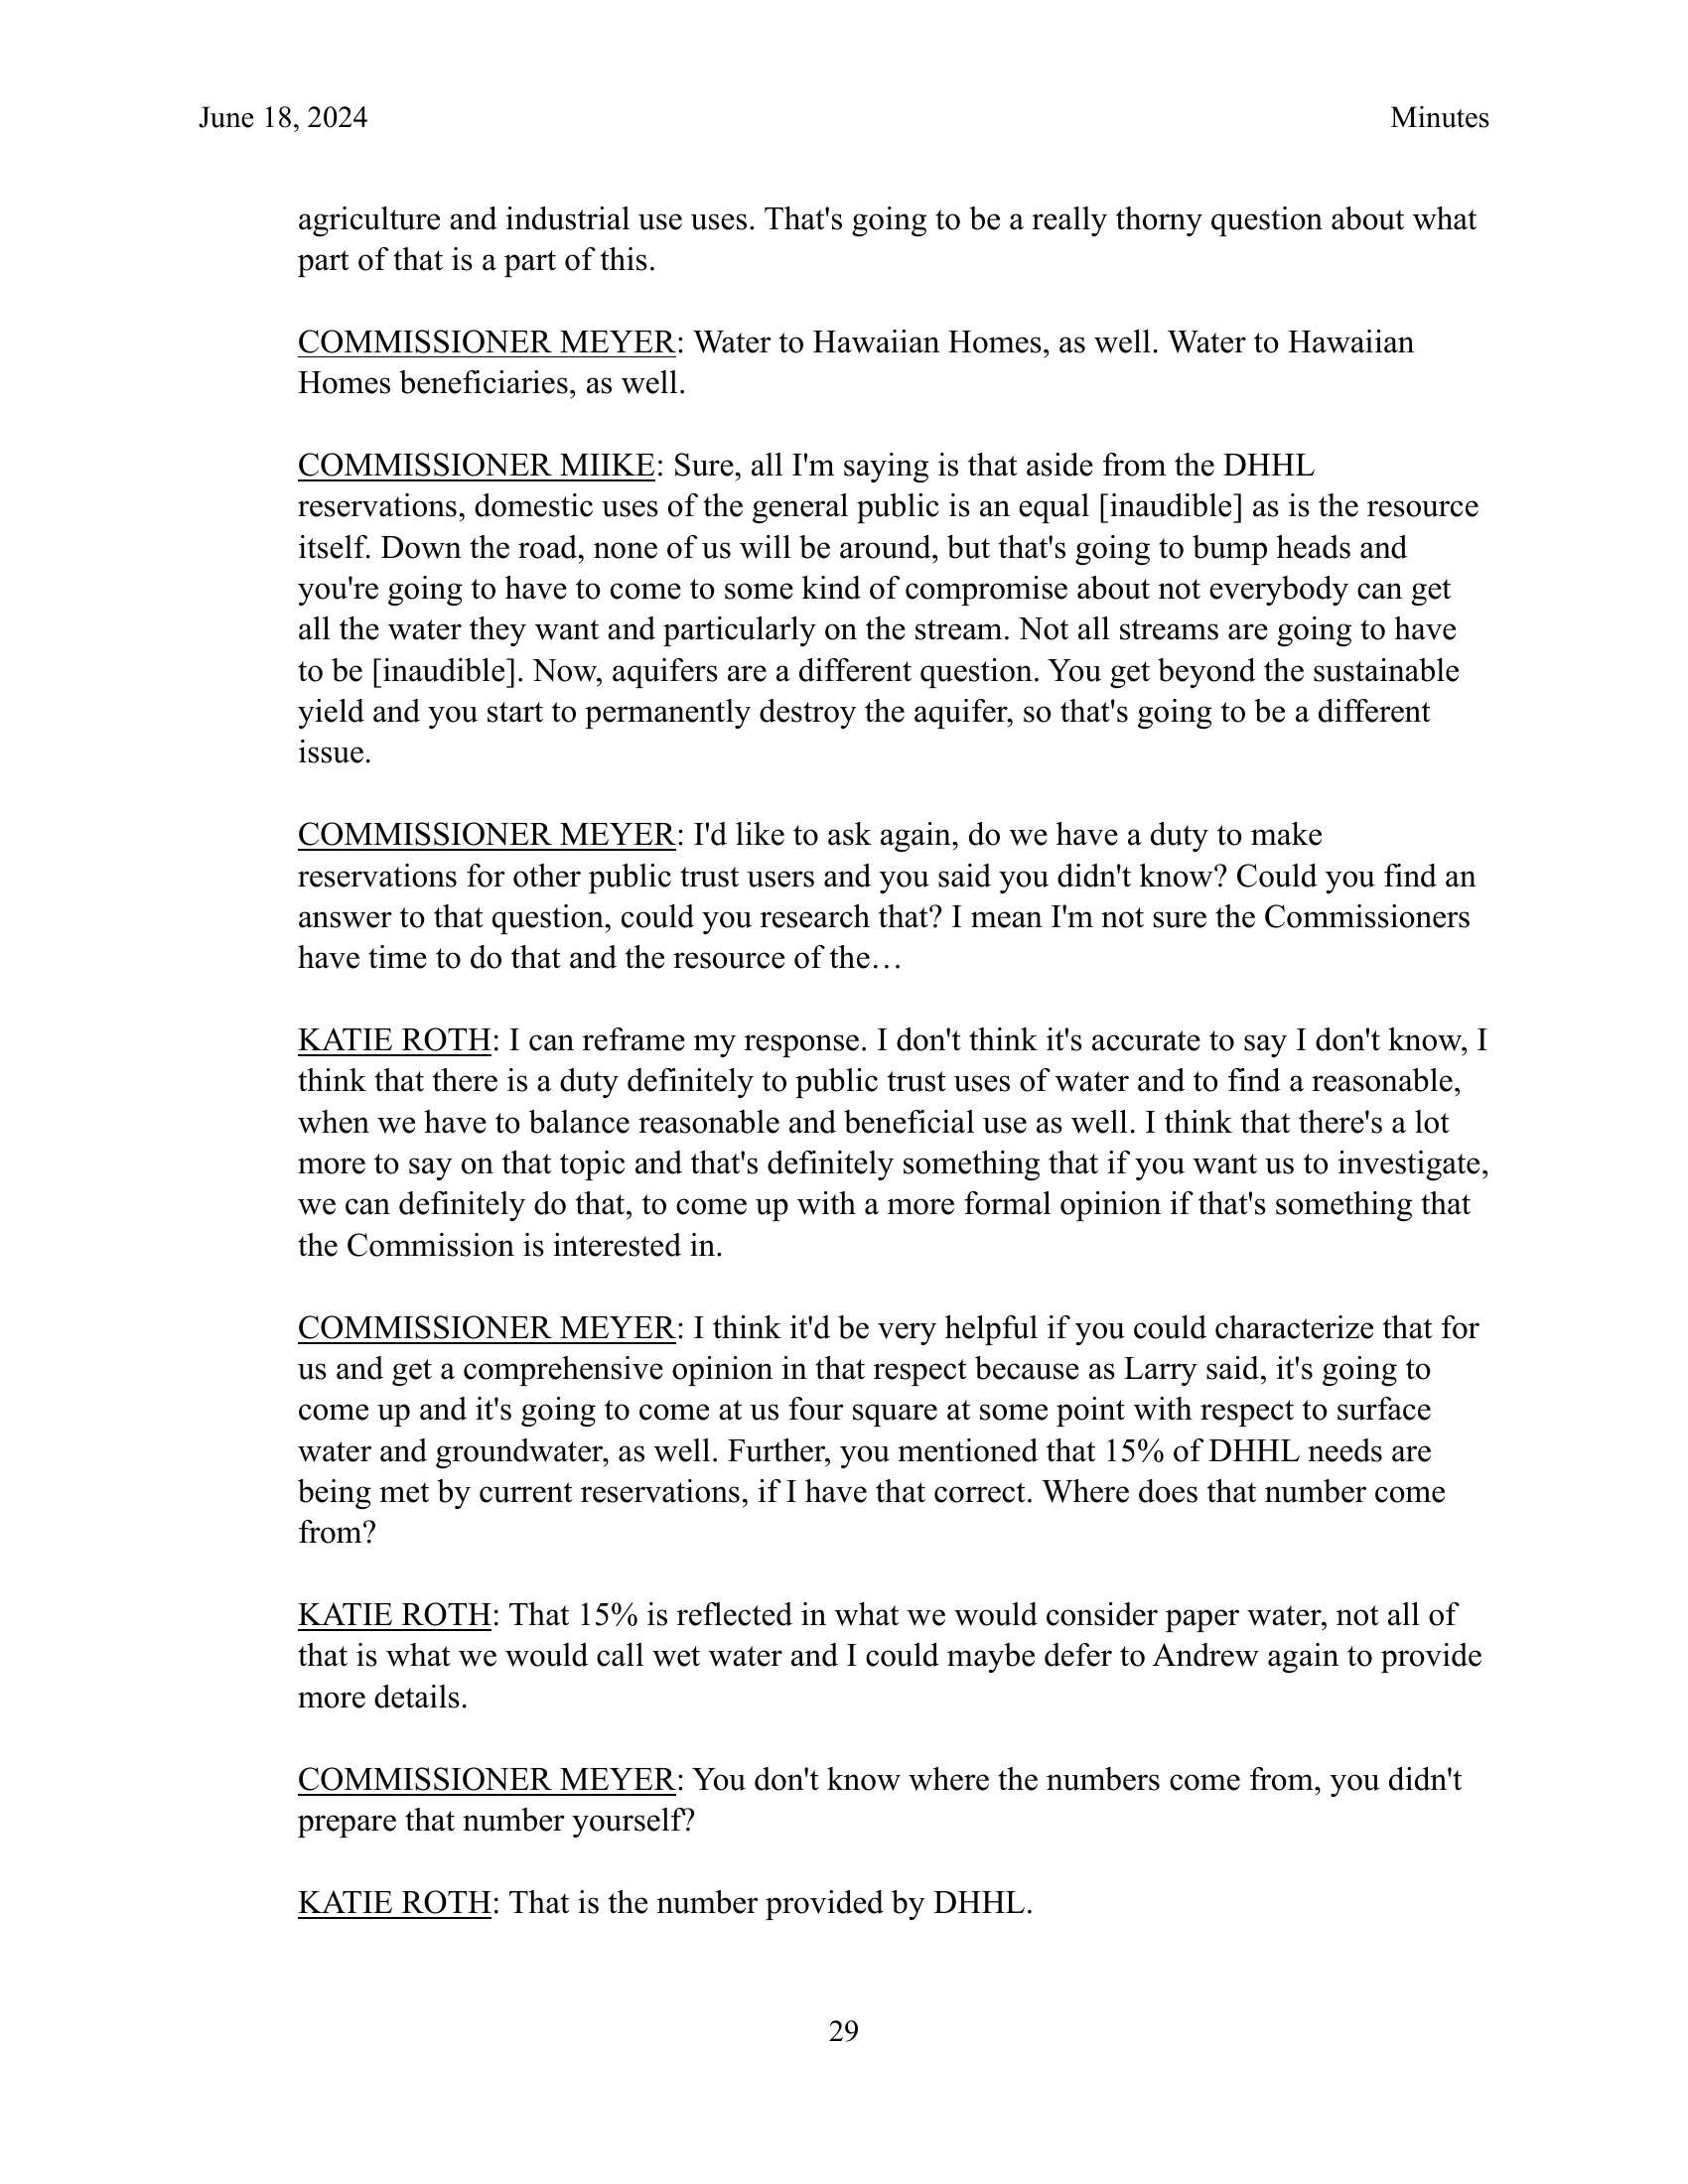 June 18, 2024 Minutes
agriculture and industrial use uses. That's going to be a really thorny question about what
part of that is a part of this.
COMMISSIONER MEYER: Water to Hawaiian Homes, as well. Water to Hawaiian
Homes beneficiaries, as well.
COMMISSIONER MIIKE: Sure, all I'm saying is that aside from the DHHL
reservations, domestic uses of the general public is an equal [inaudible] as is the resource
itself. Down the road, none of us will be around, but that's going to bump heads and
you're going to have to come to some kind of compromise about not everybody can get
all the water they want and particularly on the stream. Not all streams are going to have
to be [inaudible]. Now, aquifers are a different question. You get beyond the sustainable
yield and you start to permanently destroy the aquifer, so that's going to be a different
issue.
COMMISSIONER MEYER: I'd like to ask again, do we have a duty to make
reservations for other public trust users and you said you didn't know? Could you find an
answer to that question, could you research that? I mean I'm not sure the Commissioners
have time to do that and the resource of the…
KATIE ROTH: I can reframe my response. I don't think it's accurate to say I don't know, I
think that there is a duty definitely to public trust uses of water and to find a reasonable,
when we have to balance reasonable and beneficial use as well. I think that there's a lot
more to say on that topic and that's definitely something that if you want us to investigate,
we can definitely do that, to come up with a more formal opinion if that's something that
the Commission is interested in.
COMMISSIONER MEYER: I think it'd be very helpful if you could characterize that for
us and get a comprehensive opinion in that respect because as Larry said, it's going to
come up and it's going to come at us four square at some point with respect to surface
water and groundwater, as well. Further, you mentioned that 15% of DHHL needs are
being met by current reservations, if I have that correct. Where does that number come
from?
KATIE ROTH: That 15% is reflected in what we would consider paper water, not all of
that is what we would call wet water and I could maybe defer to Andrew again to provide
more details.
COMMISSIONER MEYER: You don't know where the numbers come from, you didn't
prepare that number yourself?
KATIE ROTH: That is the number provided by DHHL.
29